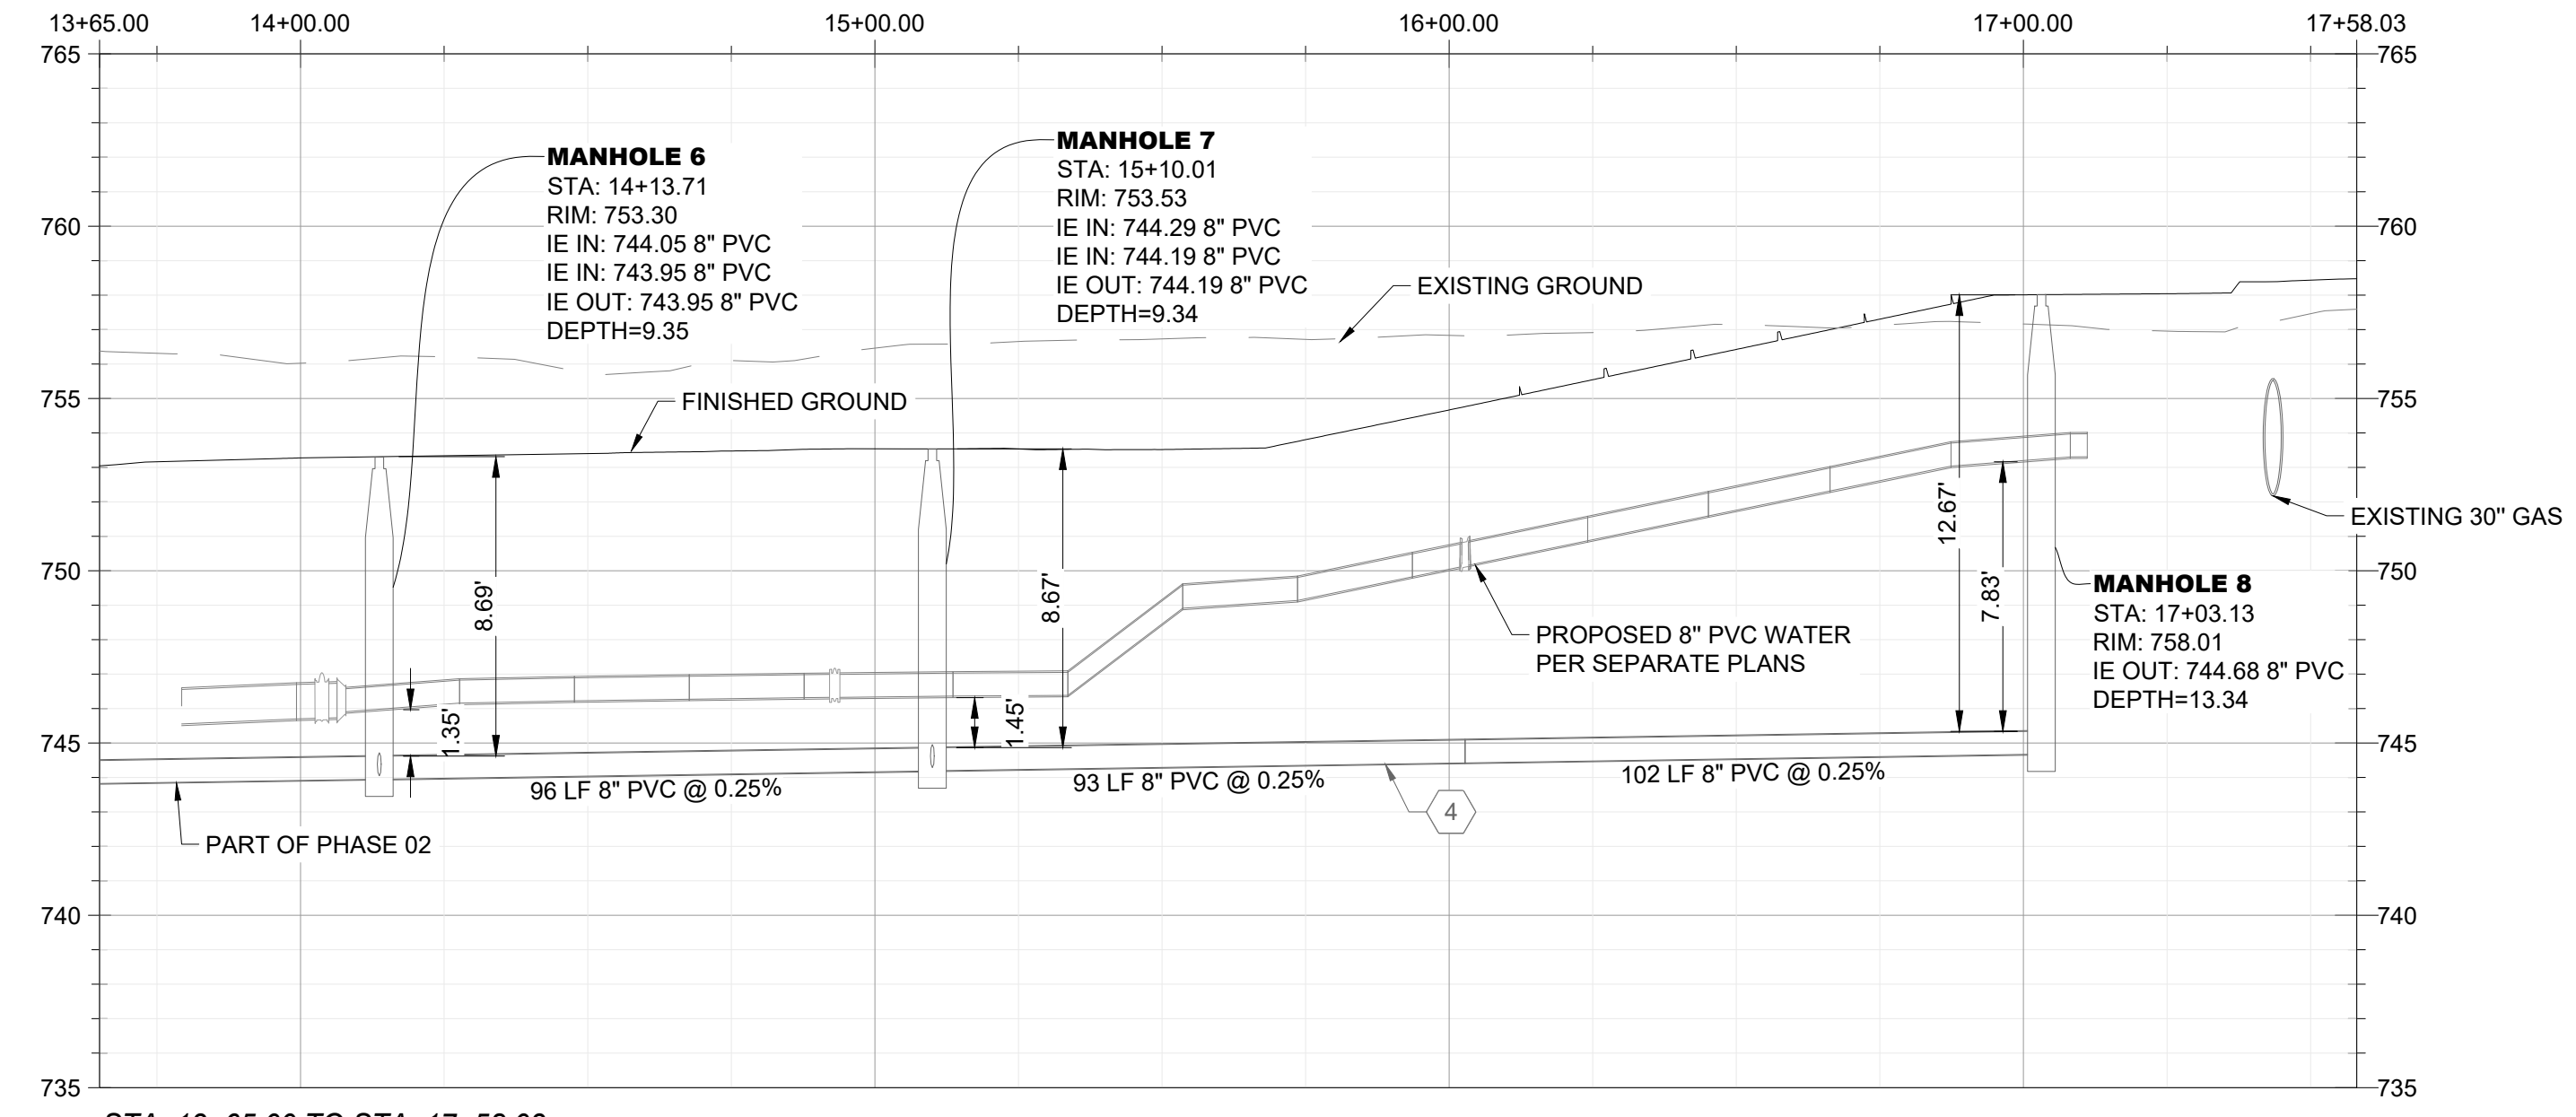 13+65.00 14+00.00 15+00.00 16+00.00 17+00.00 17+58.03
765 765
MANHOLE 6
STA: 14+13.71
RIM: 753.30
IE IN: 744.05 8" PVC
IE IN: 743.95 8" PVC
IE OUT: 743.95 8" PVC
DEPTH=9.35
MANHOLE 7
STA: 15+10.01
RIM: 753.53
IE IN: 744.29 8" PVC
IE IN: 744.19 8" PVC
IE OUT: 744.19 8" PVC
DEPTH=9.34
760 760
EXISTING GROUND
755 755
FINISHED GROUND
EXISTING 30" GAS
12.67'
750 750
8.69'
8.67'
7.83'
MANHOLE 8
STA: 17+03.13
RIM: 758.01
IE OUT: 744.68 8" PVC
DEPTH=13.34
PROPOSED 8" PVC WATER
PER SEPARATE PLANS
1.35'
1.45'
745 745
96 LF 8" PVC @ 0.25%
93 LF 8" PVC @ 0.25%
102 LF 8" PVC @ 0.25%
4
PART OF PHASE 02
740 740
735 735